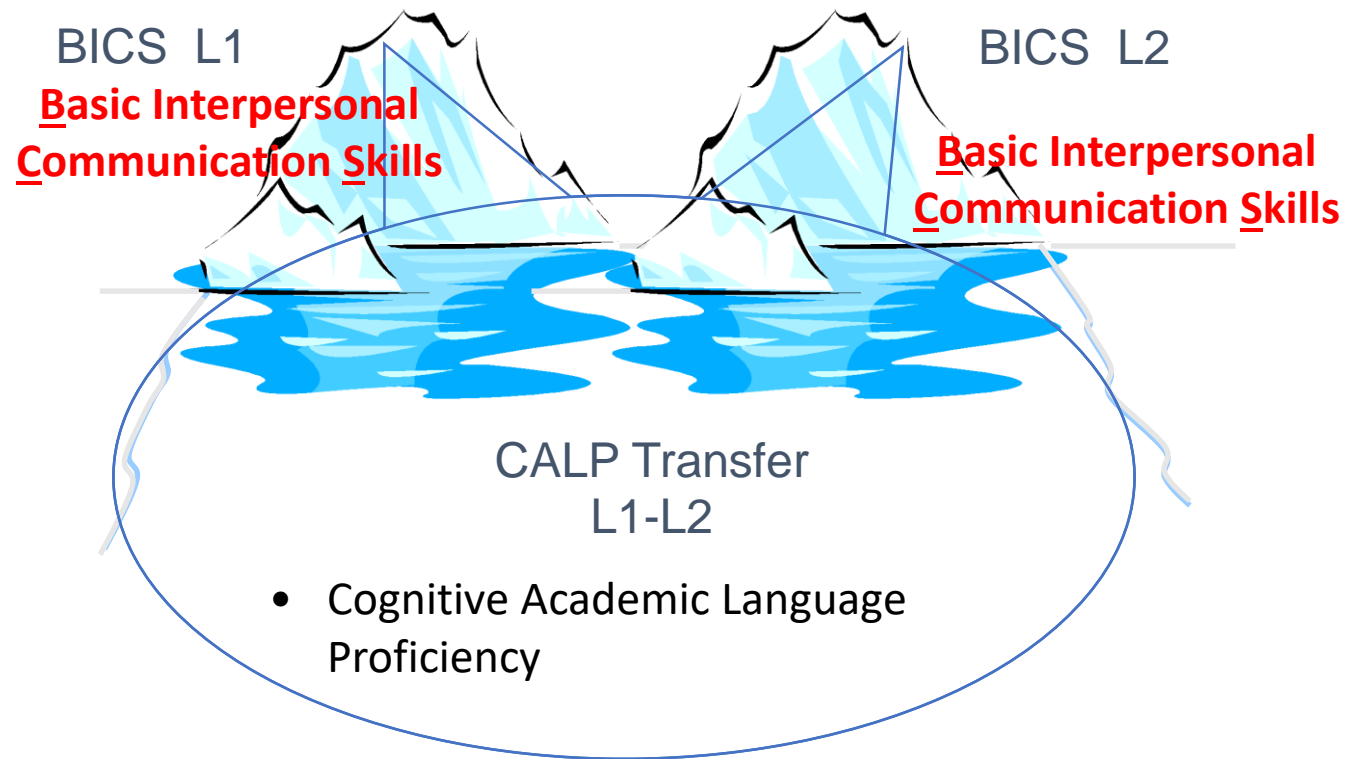 BICS L1
Basic Interpersonal
Communication Skills
BICS L2
Basic Interpersonal
Communication Skills
CALP Transfer
L1-L2
• Cognitive Academic Language
Proficiency